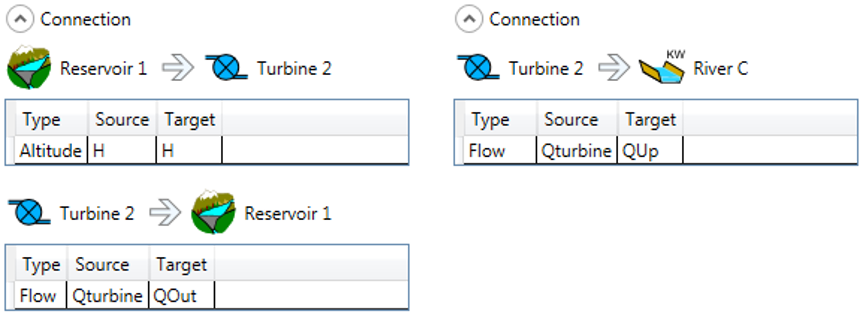 Connection
Reservoir 1 Turbine 2
Type Source Target
Altitude H H
Turbine 2 Reservoir 1
Type Source Target
Flow Qturbine QOut
Connection
Turbine 2 KW River C
Type Source Target
Flow Qturbine QUp